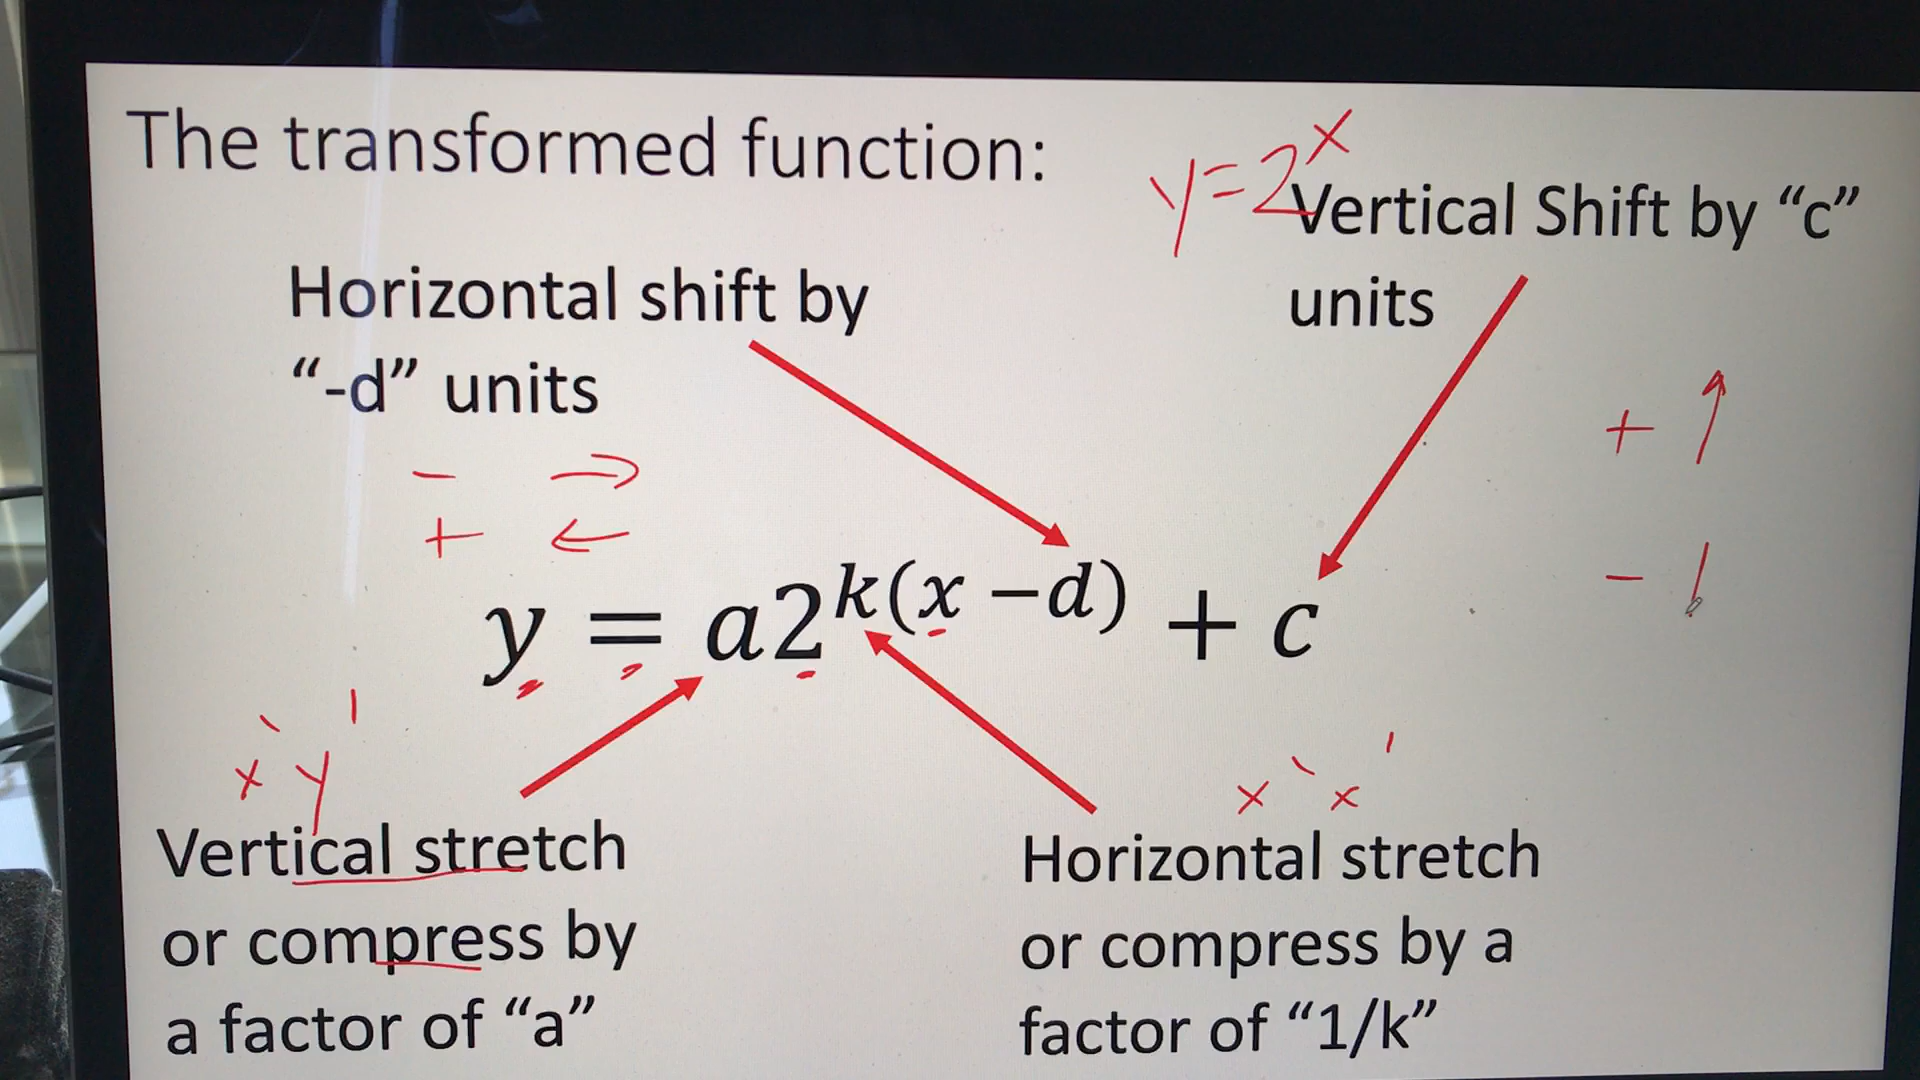 The transformed function:
y=2^x
Vertical Shift by “c”
units
Horizontal shift by
“-d” units
- →
+ ←
+ ↑
-
y = a2^{k(x −d)} + c
x y
x x
Vertical stretch
or compress by
a factor of “a”
Horizontal stretch
or compress by a
factor of “1/k”